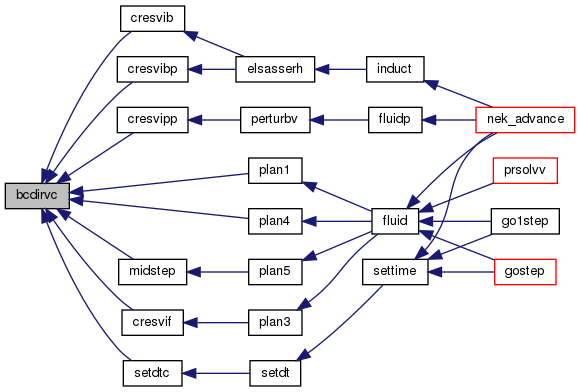 cresvib
cresvibp
elsasserh
induct
cresvipp
perturbv
fluidp
nek_advance
bcdirvc
plan1
prsolvv
plan4
fluid
go1step
midstep
plan5
settime
gostep
cresvif
plan3
setdtc
setdt